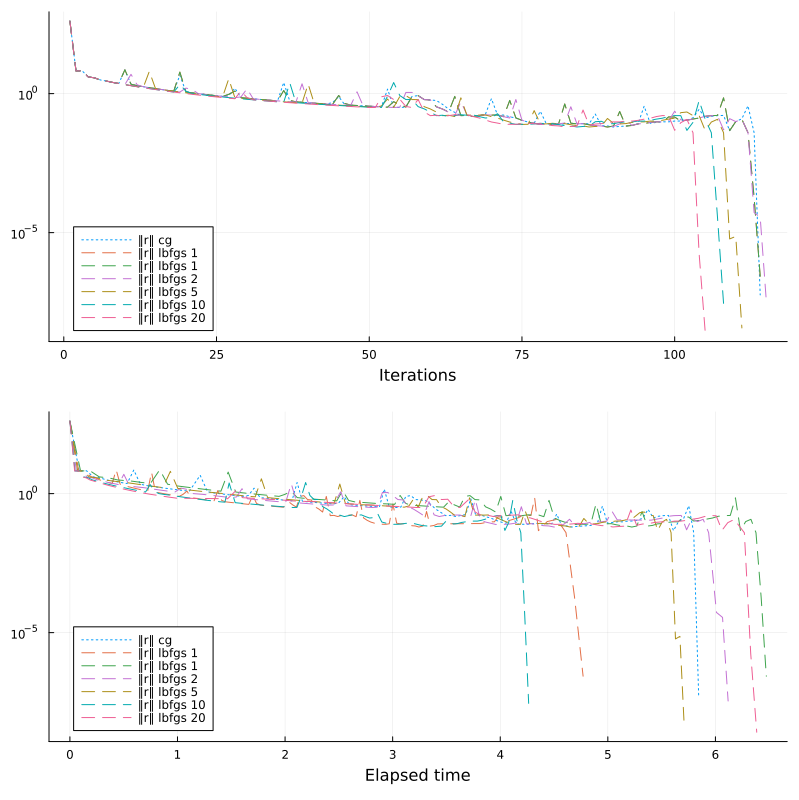 10⁰
10⁻⁵
‖r‖ cg
‖r‖ lbfgs 1
‖r‖ lbfgs 1
‖r‖ lbfgs 2
‖r‖ lbfgs 5
‖r‖ lbfgs 10
‖r‖ lbfgs 20
0 25 50 75 100
Iterations
10⁰
10⁻⁵
‖r‖ cg
‖r‖ lbfgs 1
‖r‖ lbfgs 1
‖r‖ lbfgs 2
‖r‖ lbfgs 5
‖r‖ lbfgs 10
‖r‖ lbfgs 20
0 1 2 3 4 5 6
Elapsed time